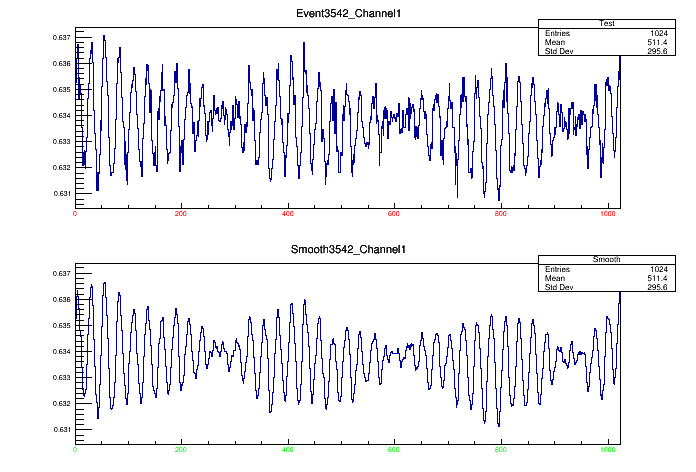 Event3542_Channel1
Test
Entries 1024
Mean 511.4
Std Dev 295.6
0.637
0.636
0.635
0.634
0.633
0.632
0.631
0 200 400 600 800 1000
Smooth3542_Channel1
Smooth
Entries 1024
Mean 511.4
Std Dev 295.6
0.637
0.636
0.635
0.634
0.633
0.632
0.631
0 200 400 600 800 1000